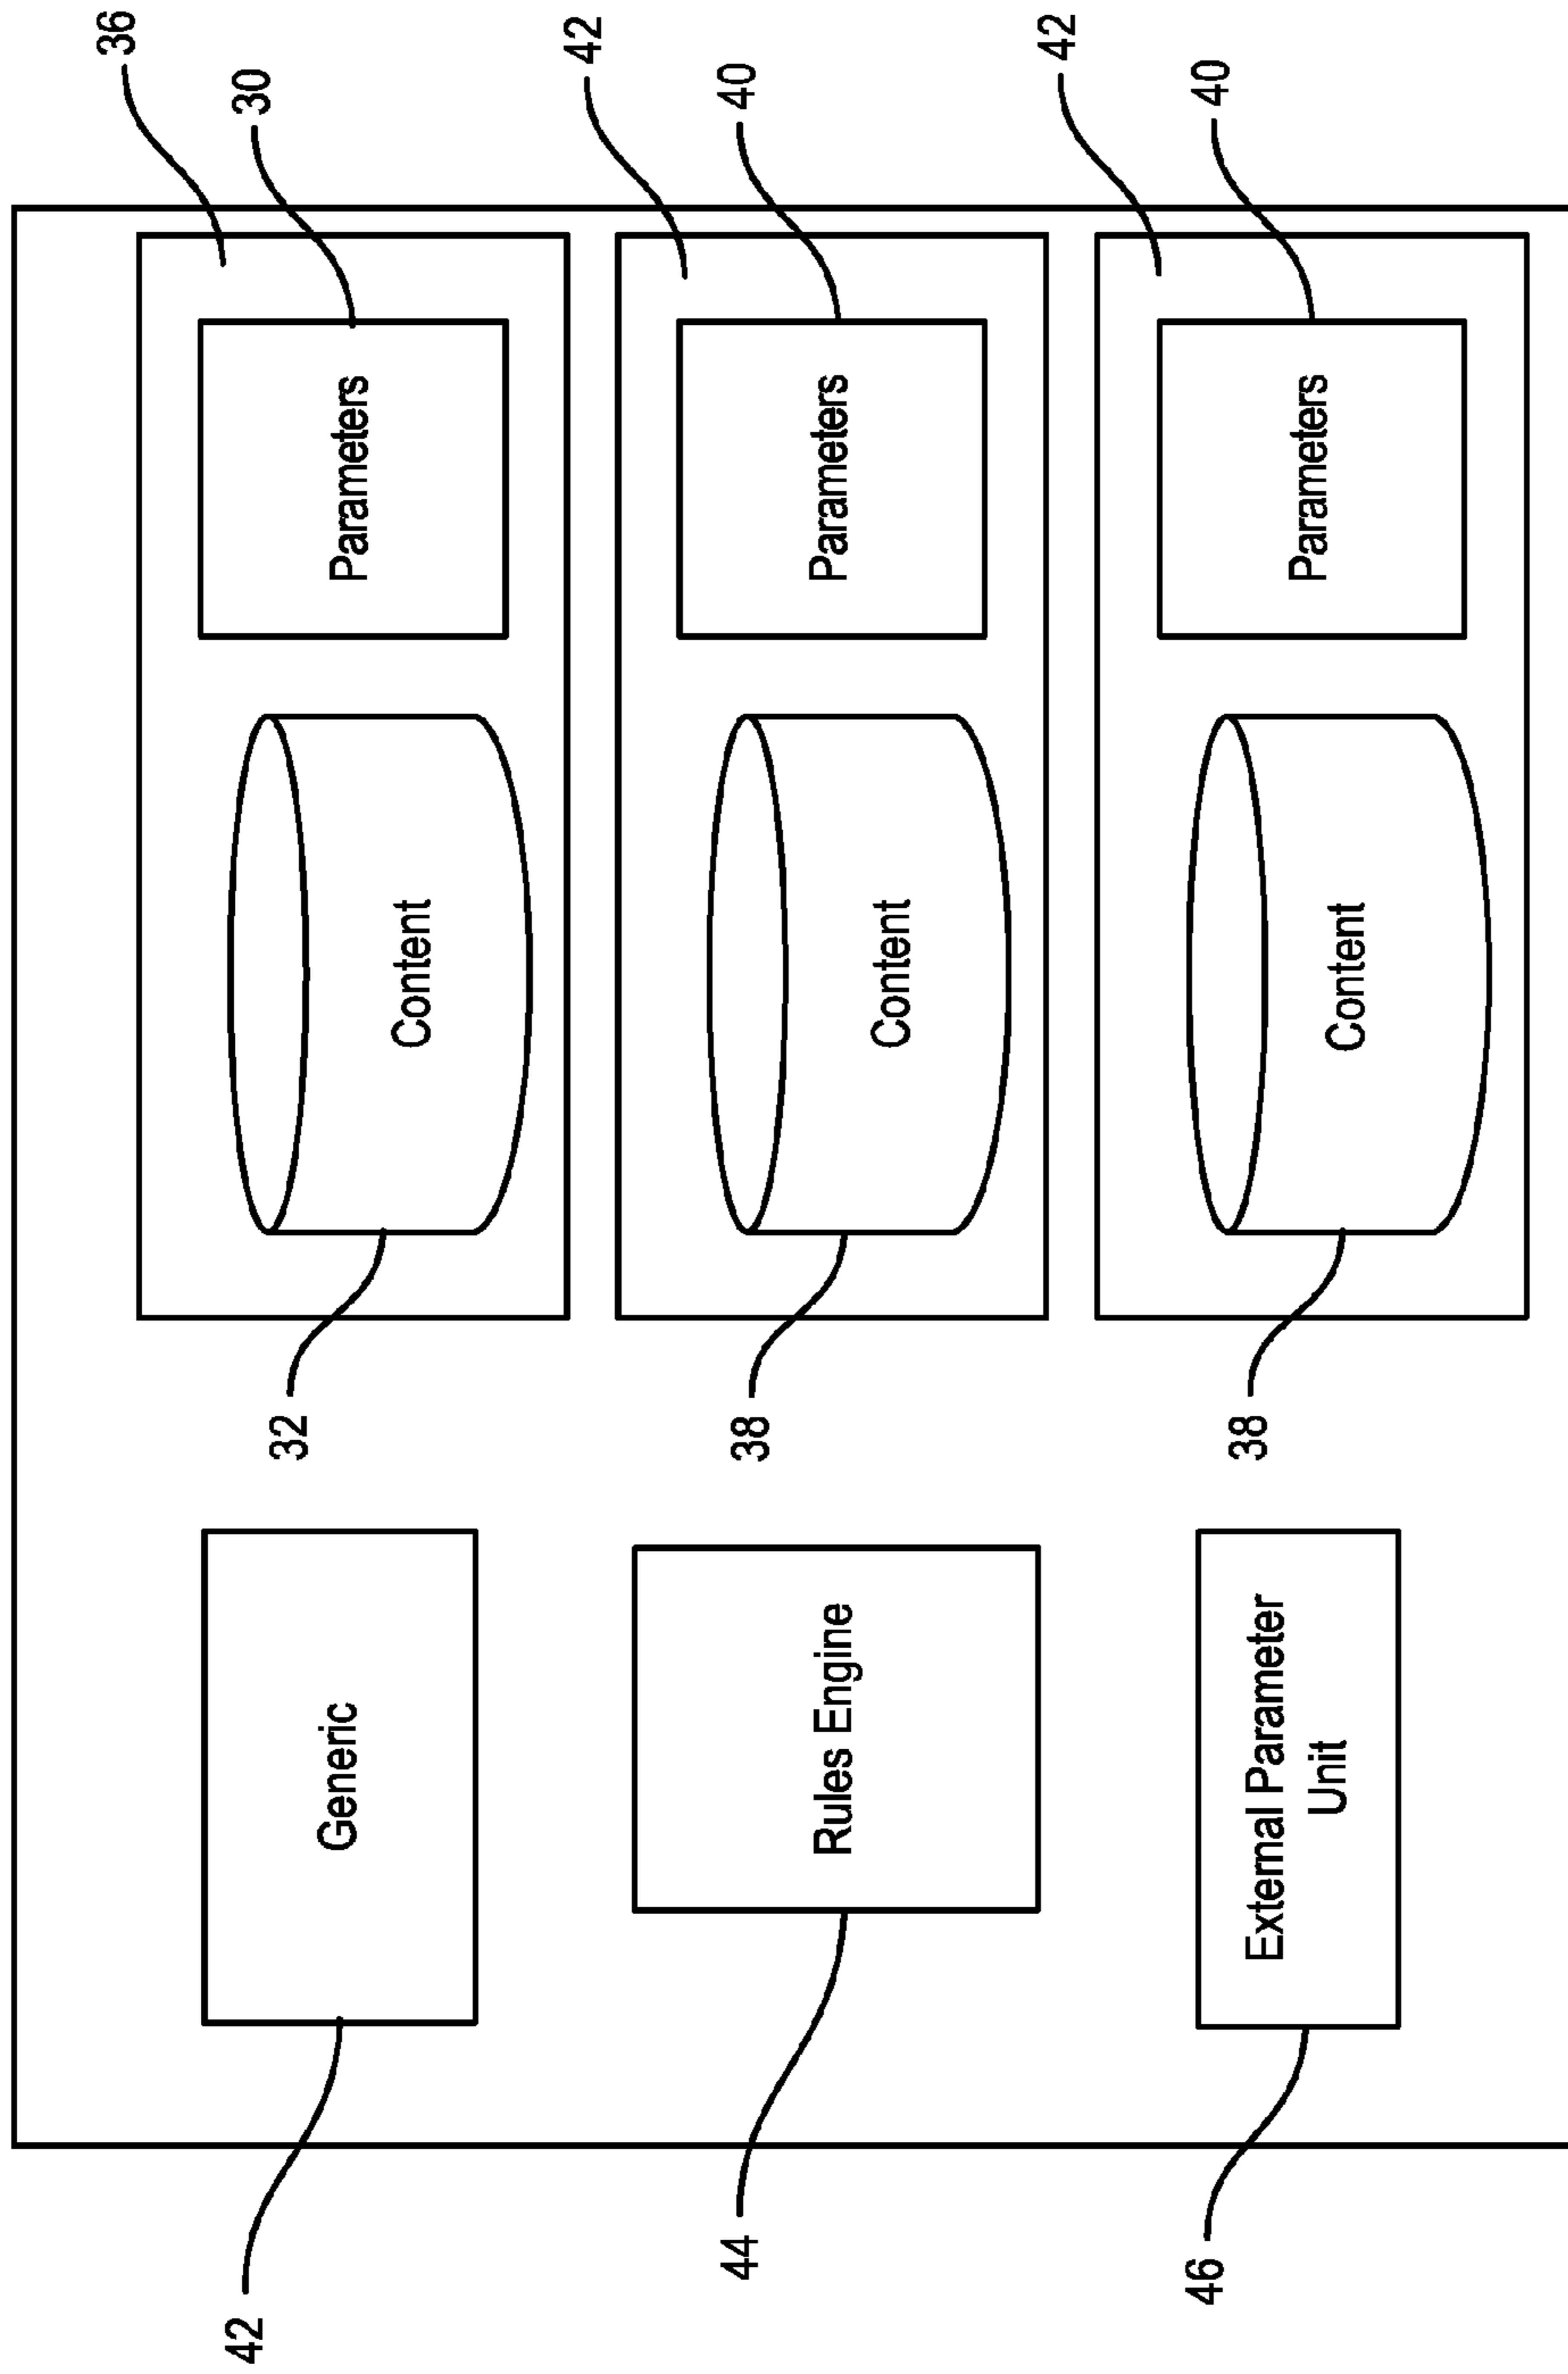 42
Generic
32
Content
Parameters
30
36
44
Rules Engine
38
Content
Parameters
40
42
46
External Parameter
Unit
38
Content
Parameters
40
42